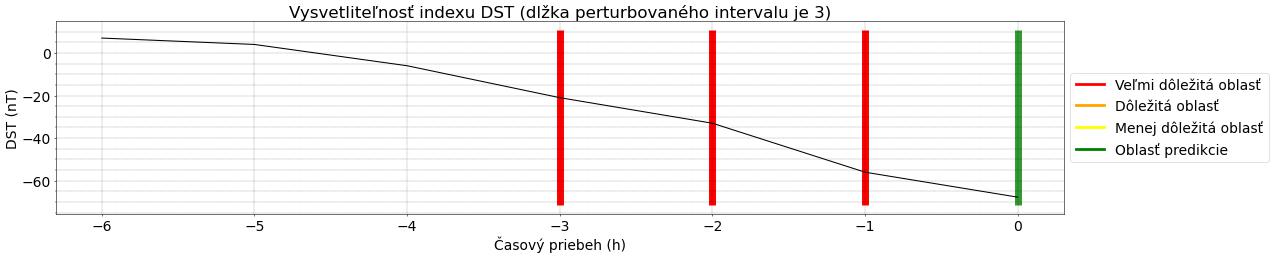 Vysvetliteľnosť indexu DST (dĺžka perturbovaného intervalu je 3)
0
−20
−40
−60
DST (nT)
−6 −5 −4 −3 −2 −1 0
Časový priebeh (h)
Veľmi dôležitá oblasť
Dôležitá oblasť
Menej dôležitá oblasť
Oblasť predikcie